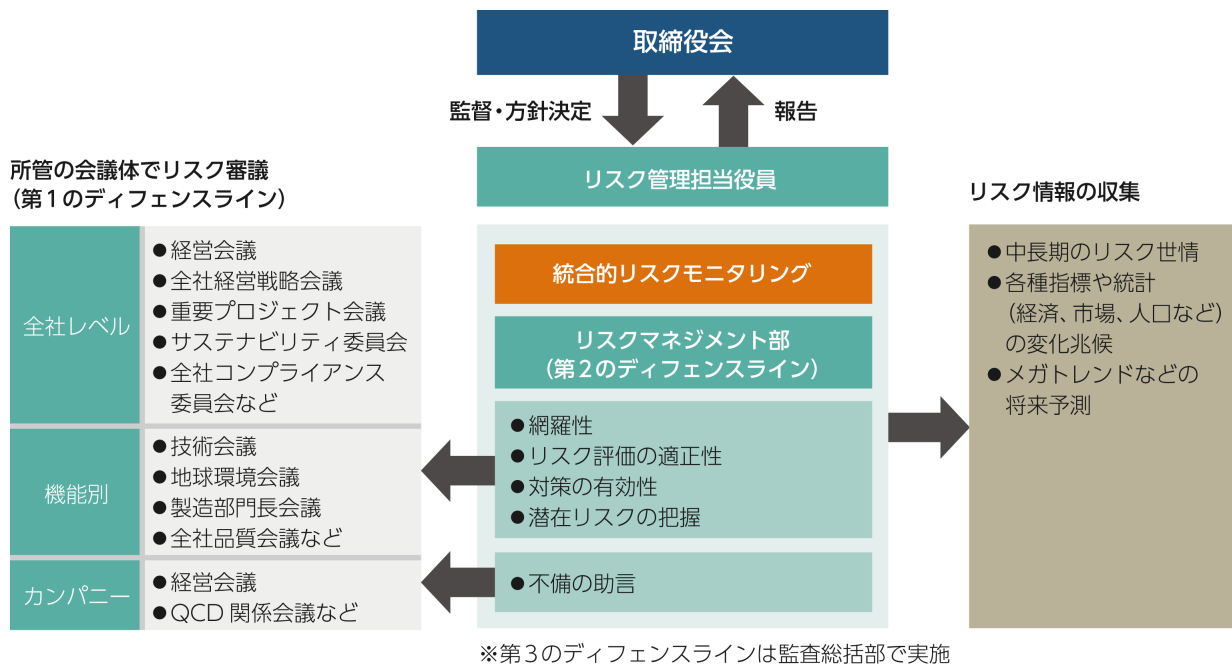 取締役会
監督・方針決定
報告
リスク管理担当役員
所管の会議体でリスク審議
(第1のディフェンスライン)
全社レベル
●経営会議
●全社経営戦略会議
●重要プロジェクト会議
●サステナビリティ委員会
●全社コンプライアンス
委員会など
機能別
●技術会議
●地球環境会議
●製造部門長会議
●全社品質会議など
カンパニー
●経営会議
●QCD 関係会議など
統合的リスクモニタリング
リスクマネジメント部
(第2のディフェンスライン)
●網羅性
●リスク評価の適正性
●対策の有効性
●潜在リスクの把握
●不備の助言
リスク情報の収集
●中長期のリスク世情
●各種指標や統計
(経済、市場、人口など)
の変化兆候
●メガトレンドなどの
将来予測
※第3のディフェンスラインは監査総括部で実施